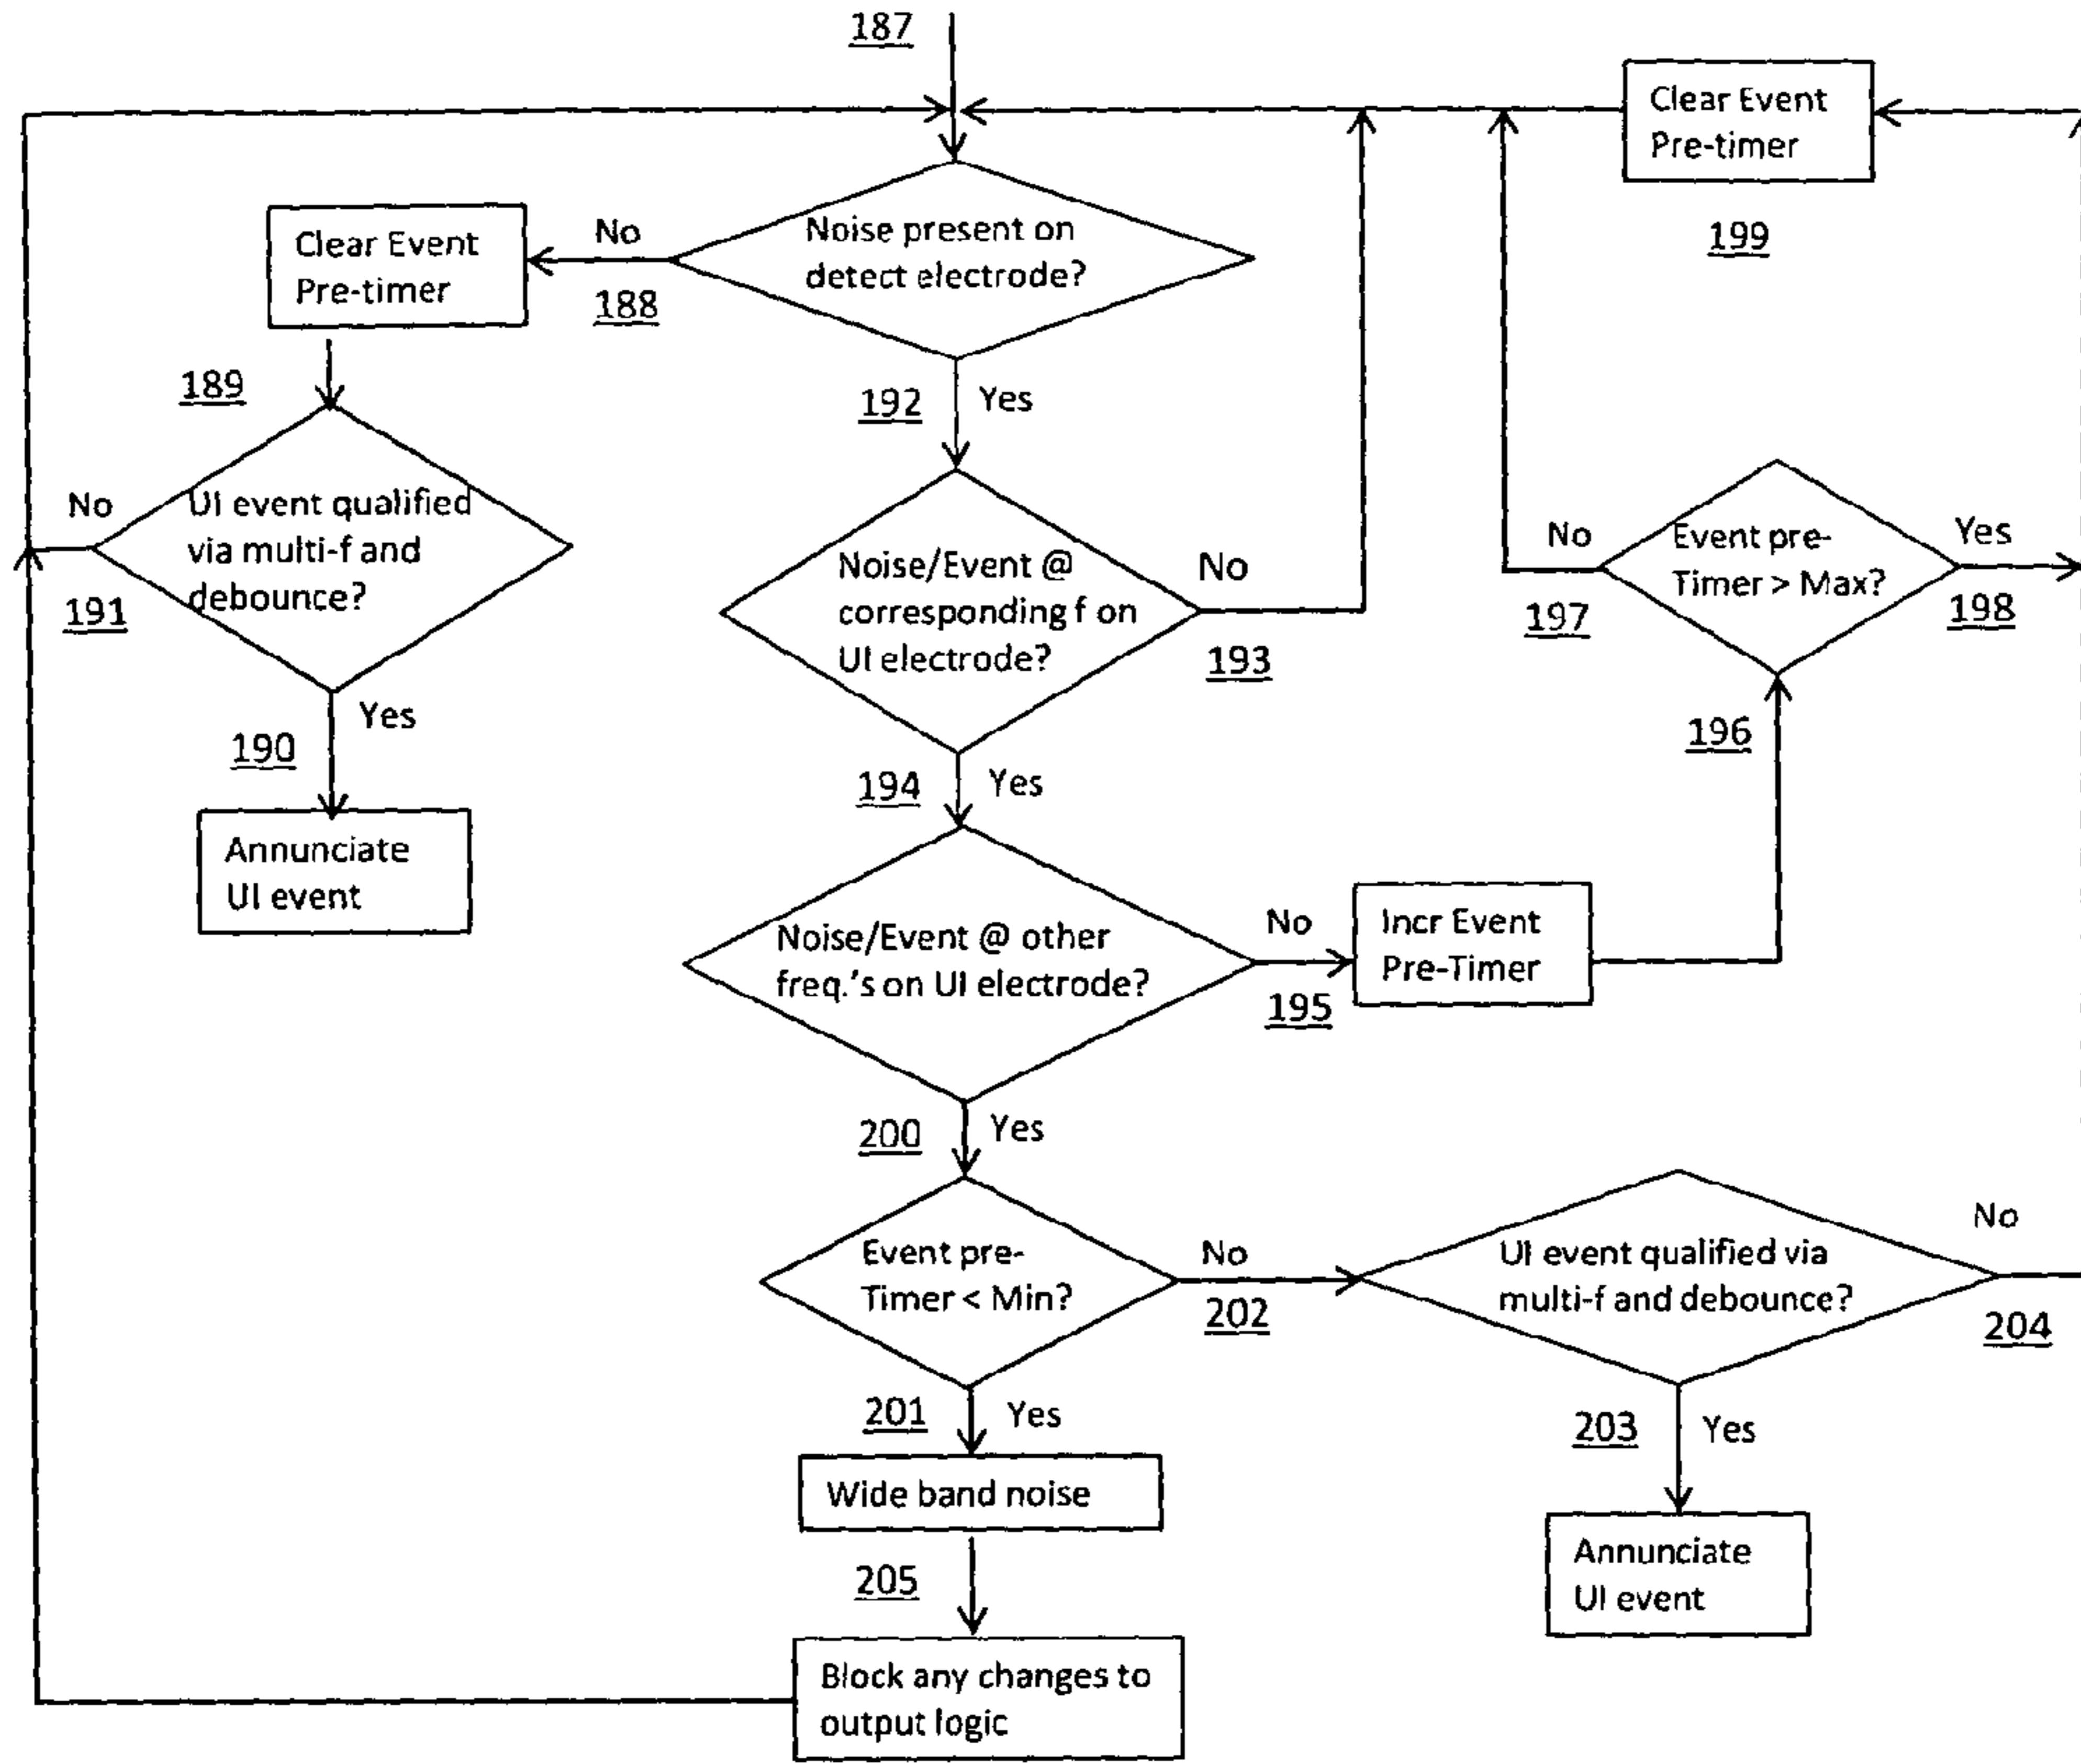 187
Clear Event
Pre-timer
199
Noise present on
detect electrode?
No
188
Clear Event
Pre-timer
189
Yes
192
UI event qualified
via multi-f and
debounce?
No
191
Yes
190
Annunciate
UI event
Noise/Event @
corresponding f on
UI electrode?
No
193
Yes
194
Event pre-
Timer > Max?
No
197
Yes
198
196
Noise/Event @ other
freq.'s on UI electrode?
No
195
Incr Event
Pre-Timer
Yes
200
Event pre-
Timer < Min?
No
202
UI event qualified via
multi-f and debounce?
No
204
Yes
201
Yes
203
Wide band noise
205
Annunciate
UI event
Block any changes to
output logic